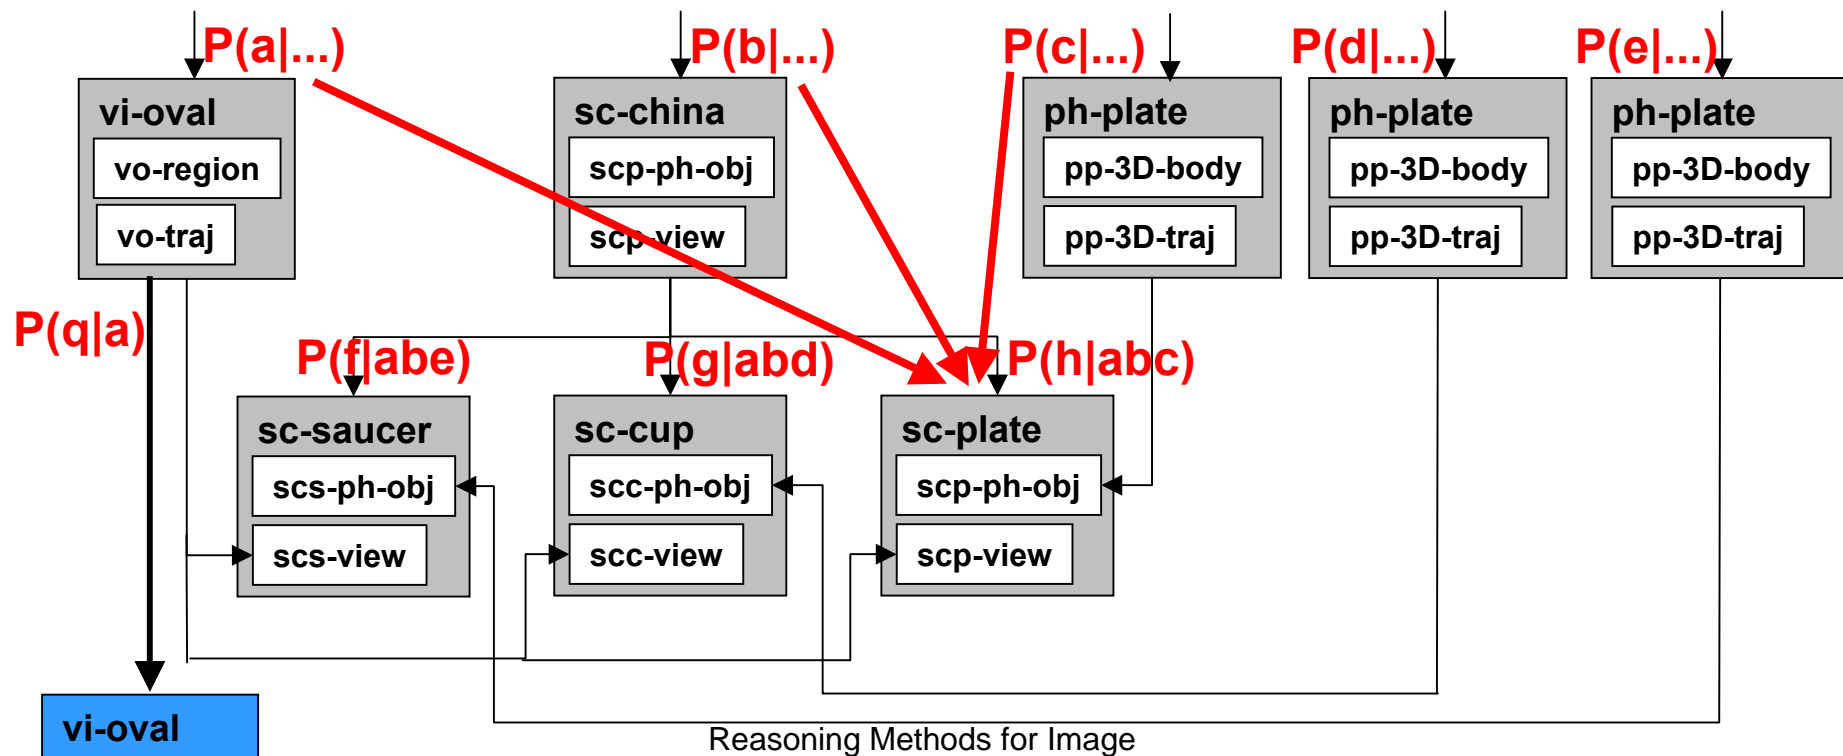 P(a|...)
P(b|...)
P(c|...)
P(d|...)
P(e|...)
vi-oval
vo-region
vo-traj
sc-china
scp-ph-obj
scp-view
ph-plate
pp-3D-body
pp-3D-traj
ph-plate
pp-3D-body
pp-3D-traj
ph-plate
pp-3D-body
pp-3D-traj
P(q|a)
P(f|abe)
P(g|abd)
P(h|abc)
sc-saucer
scs-ph-obj
scs-view
sc-cup
scc-ph-obj
scc-view
sc-plate
scp-ph-obj
scp-view
vi-oval
Reasoning Methods for Image